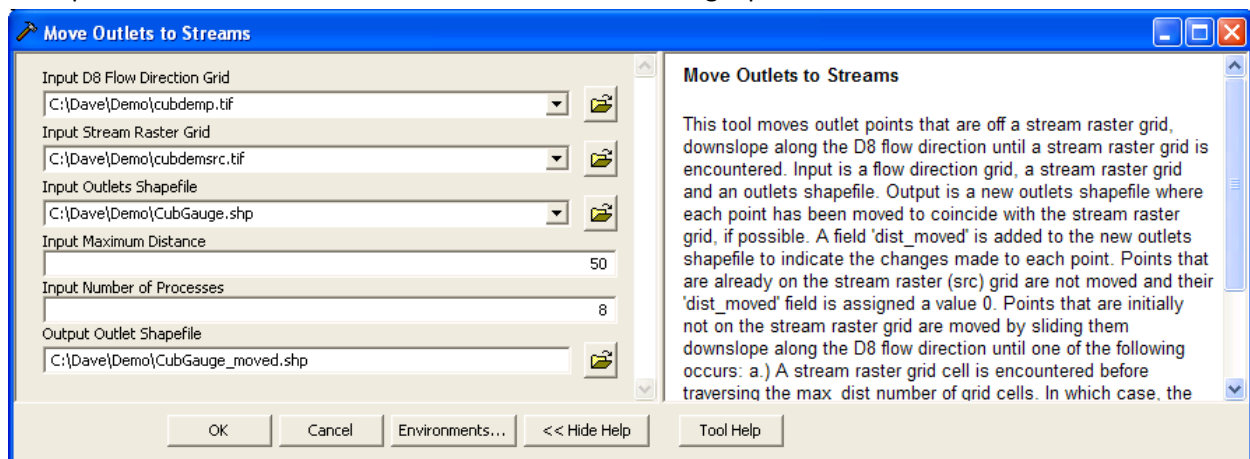 Move Outlets to Streams
Input D8 Flow Direction Grid
C:\Dave\Demo\cubdemp.tif
Input Stream Raster Grid
C:\Dave\Demo\cubdemsrc.tif
Input Outlets Shapefile
C:\Dave\Demo\CubGauge.shp
Input Maximum Distance
50
Input Number of Processes
8
Output Outlet Shapefile
C:\Dave\Demo\CubGauge_moved.shp
Move Outlets to Streams
This tool moves outlet points that are off a stream raster grid,
downslope along the D8 flow direction until a stream raster grid is
encountered. Input is a flow direction grid, a stream raster grid
and an outlets shapefile. Output is a new outlets shapefile where
each point has been moved to coincide with the stream raster
grid, if possible. A field 'dist_moved' is added to the new outlets
shapefile to indicate the changes made to each point. Points that
are already on the stream raster (src) grid are not moved and their
'dist_moved' field is assigned a value 0. Points that are initially
not on the stream raster grid are moved by sliding them
downslope along the D8 flow direction until one of the following
occurs: a.) A stream raster grid cell is encountered before
traversing the max_dist number of grid cells. In which case, the
OK
Cancel
Environments...
<< Hide Help
Tool Help